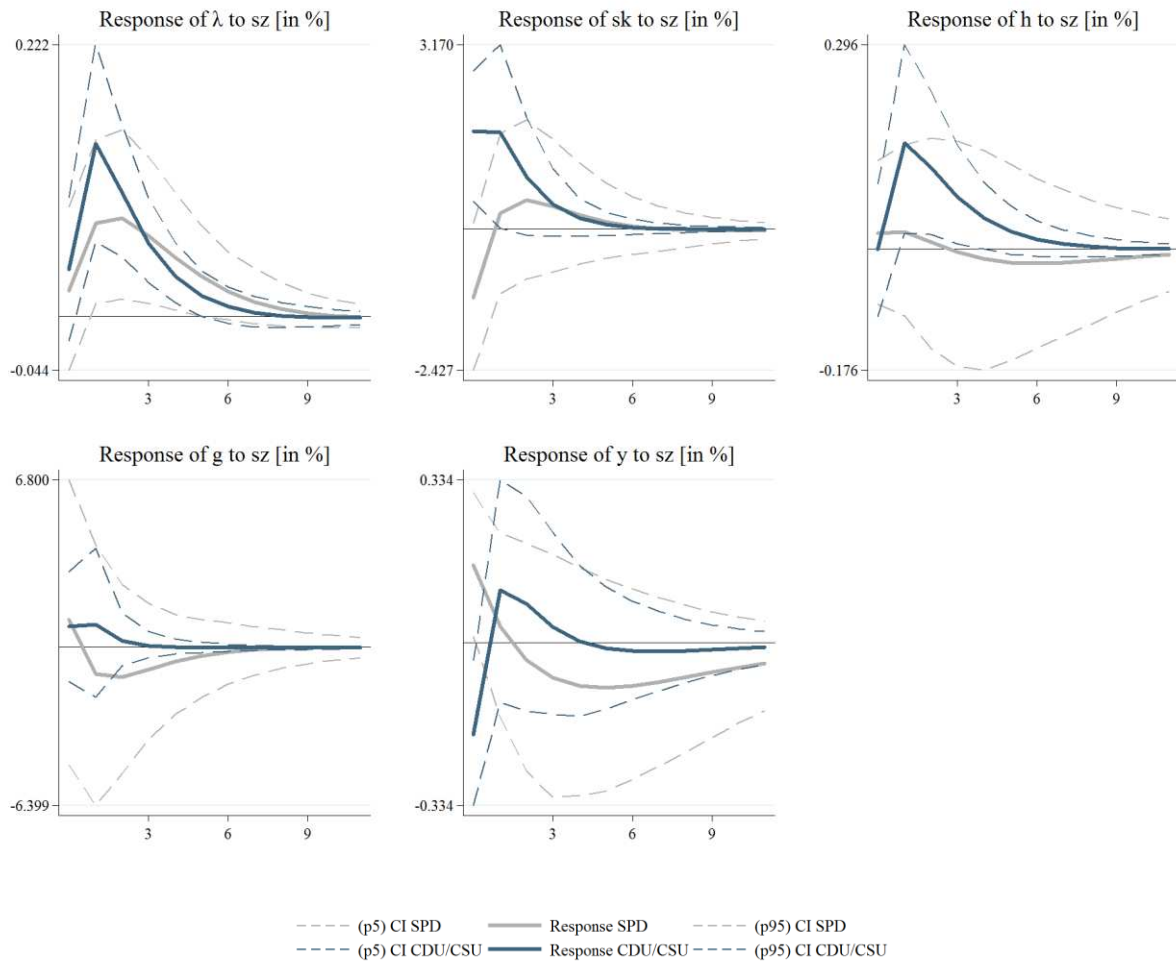 Response of λ to sz [in %]
0.222
-0.044
3 6 9
Response of sk to sz [in %]
3.170
-2.427
3 6 9
Response of h to sz [in %]
0.296
-0.176
3 6 9
Response of g to sz [in %]
6.800
-6.399
3 6 9
Response of y to sz [in %]
0.334
-0.334
3 6 9
(p5) CI SPD Response SPD (p95) CI SPD
(p5) CI CDU/CSU Response CDU/CSU (p95) CI CDU/CSU